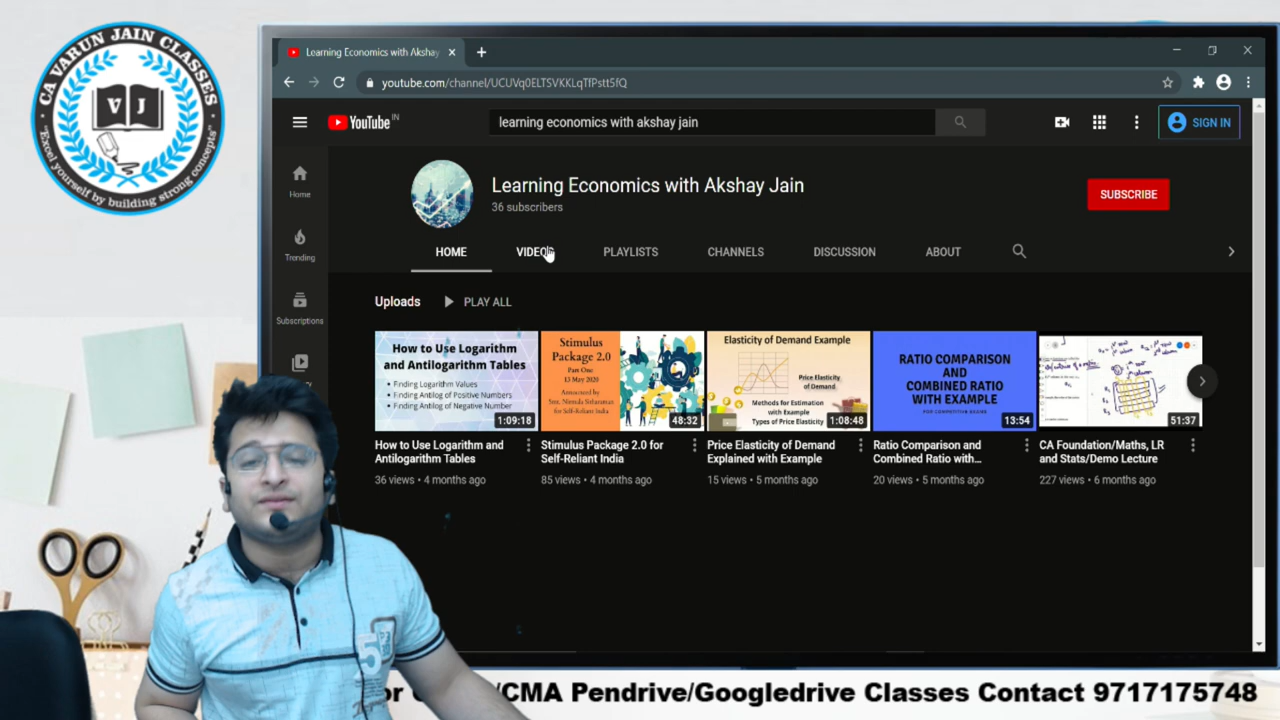 CA VARUN JAIN CLASSES
V J
"Excel yourself by building strong concepts"
Learning Economics with Akshay
youtube.com/channel/UCUVq0ELTSVKKLqTfPstt5fQ
YouTube IN
learning economics with akshay jain
SIGN IN
Home
Trending
Subscriptions
Learning Economics with Akshay Jain
36 subscribers
SUBSCRIBE
HOME
VIDEOS
PLAYLISTS
CHANNELS
DISCUSSION
ABOUT
Uploads
PLAY ALL
How to Use Logarithm
and Antilogarithm Tables
• Finding Logarithm Values
• Finding Antilog of Positive Numbers
• Finding Antilog of Negative Number
1:09:18
How to Use Logarithm and
Antilogarithm Tables
36 views • 4 months ago
Stimulus
Package 2.0
Part One
13 May 2020
Announced by
Smt. Nirmala Sitharaman
for Self-Reliant India
48:32
Stimulus Package 2.0 for
Self-Reliant India
85 views • 4 months ago
Elasticity of Demand Example
Price Elasticity
of Demand
Methods for Estimation
with Example
Types of Price Elasticity
1:08:48
Price Elasticity of Demand
Explained with Example
15 views • 5 months ago
RATIO COMPARISON
AND
COMBINED RATIO
WITH EXAMPLE
FOR COMPETITIVE EXAMS
13:54
Ratio Comparison and
Combined Ratio with...
20 views • 5 months ago
51:37
CA Foundation/Maths, LR
and Stats/Demo Lecture
227 views • 6 months ago
5
/CMA Pendrive/Googledrive Classes Contact 9717175748